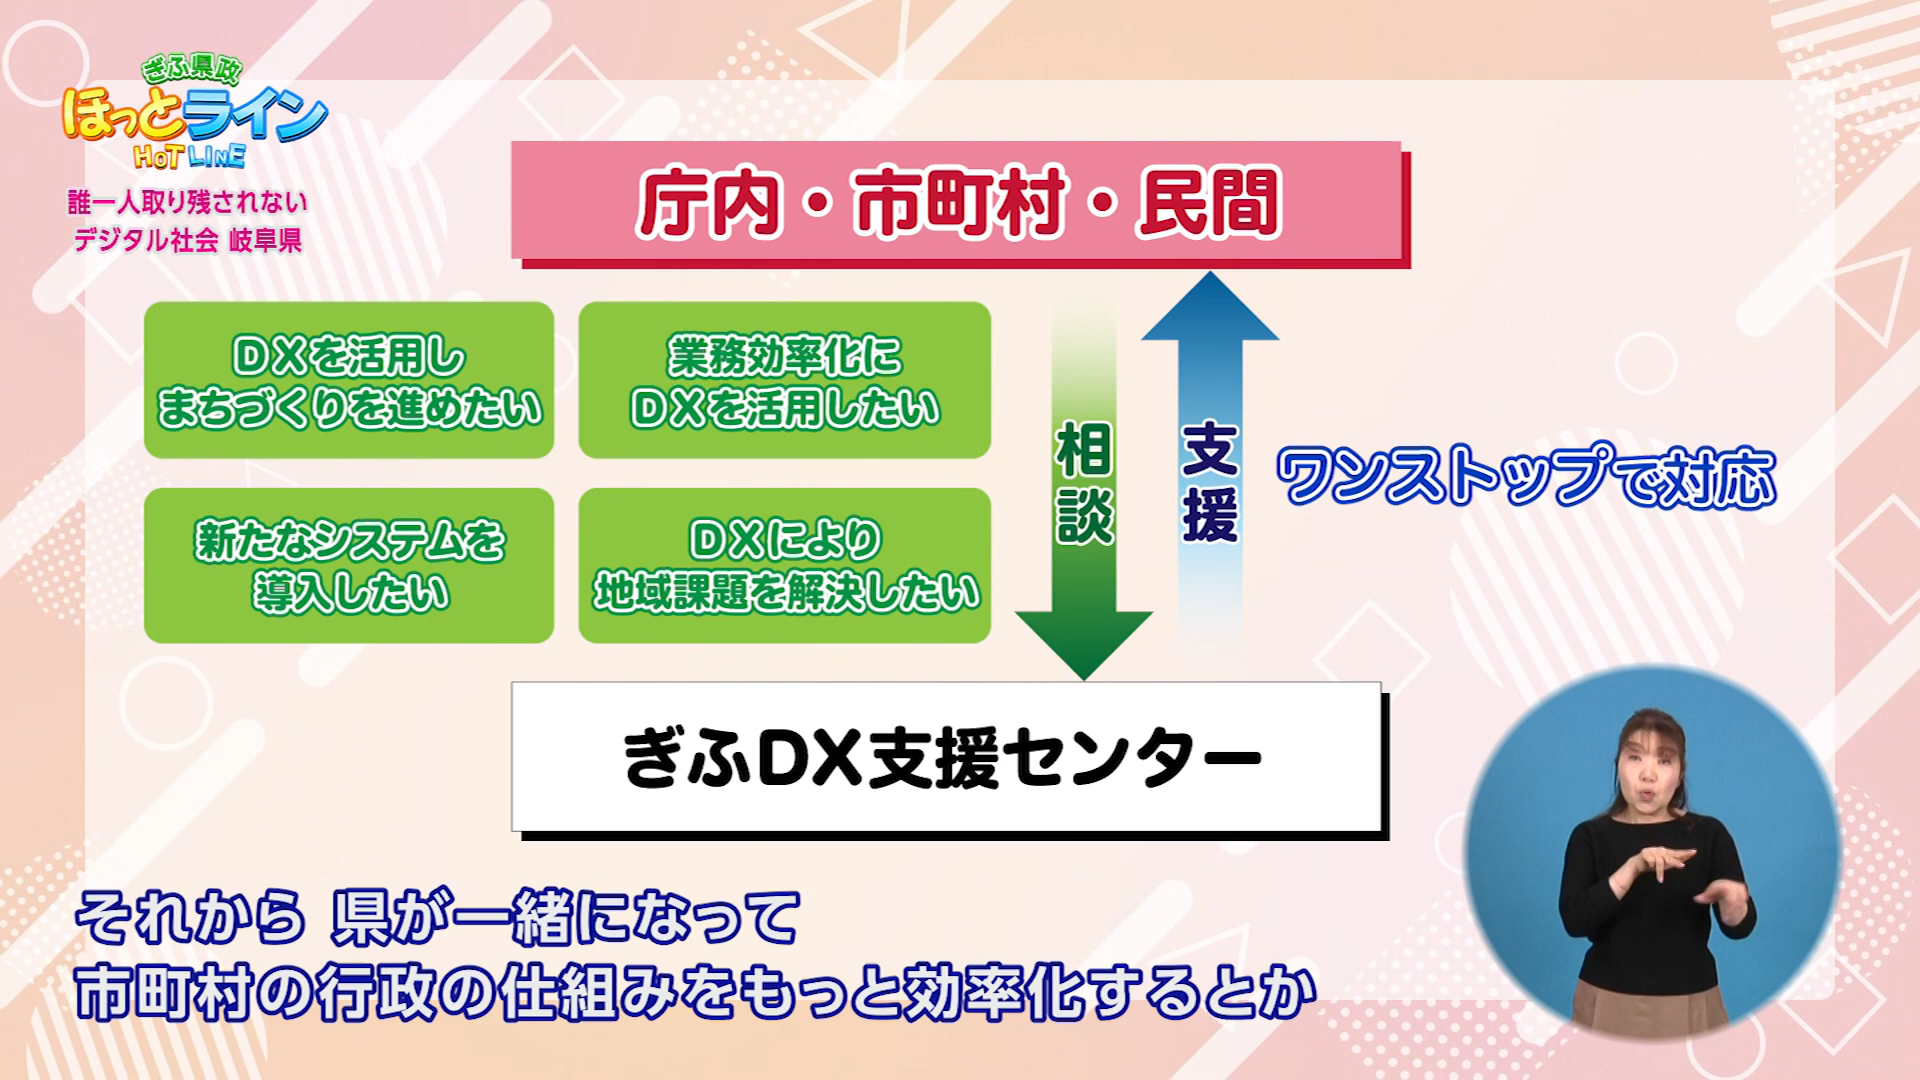 ぎふ県政
ほっとライン
HOT LINE
誰一人取り残されない
デジタル社会 岐阜県
庁内・市町村・民間
DXを活用し
まちづくりを進めたい
業務効率化に
DXを活用したい
新たなシステムを
導入したい
DXにより
地域課題を解決したい
相談
支援
ワンストップで対応
ぎふDX支援センター
それから 県が一緒になって
市町村の行政の仕組みをもっと効率化するとか